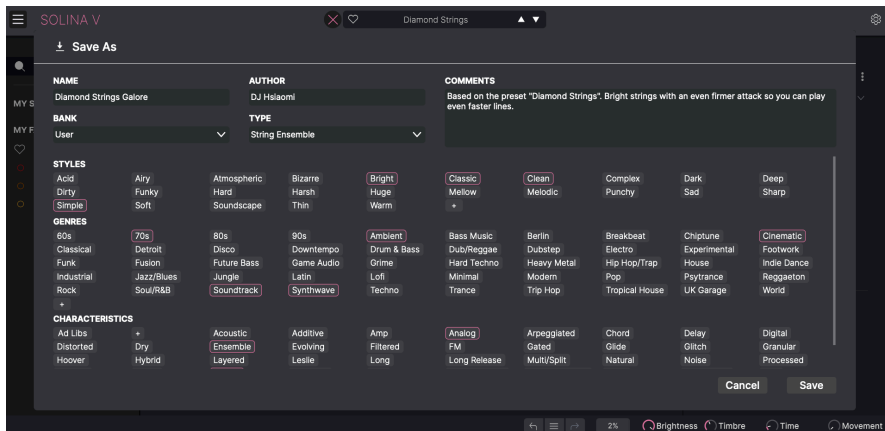 SOLINA V
Diamond Strings
Save As
NAME
AUTHOR
COMMENTS
Diamond Strings Galore
DJ Hsiaomi
Based on the preset "Diamond Strings". Bright strings with an even firmer attack so you can play
even faster lines.
MY S
BANK
TYPE
MY F
User
String Ensemble
STYLES
Acid Airy Atmospheric Bizarre Bright Classic Clean Complex Dark Deep
Dirty Funky Hard Harsh Huge Mellow Melodic Punchy Sad Sharp
Simple Soft Soundscape Thin Warm +
GENRES
60s 70s 80s 90s Ambient Bass Music Berlin Breakbeat Chiptune Cinematic
Classical Detroit Disco Downtempo Drum & Bass Dub/Reggae Dubstep Electro Experimental Footwork
Funk Fusion Future Bass Game Audio Grime Hard Techno Heavy Metal Hip Hop/Trap House Indie Dance
Industrial Jazz/Blues Jungle Latin Lofi Minimal Modern Pop Psytrance Reggaeton
Rock Soul/R&B Soundtrack Synthwave Techno Trance Trip Hop Tropical House UK Garage World
+
CHARACTERISTICS
Ad Libs + Acoustic Additive Amp Analog Arpeggiated Chord Delay Digital
Distorted Dry Ensemble Evolving Filtered FM Gated Glide Glitch Granular
Hoover Hybrid Layered Leslie Long Long Release Multi/Split Natural Noise Processed
Cancel Save
2% Brightness Timbre Time Movement